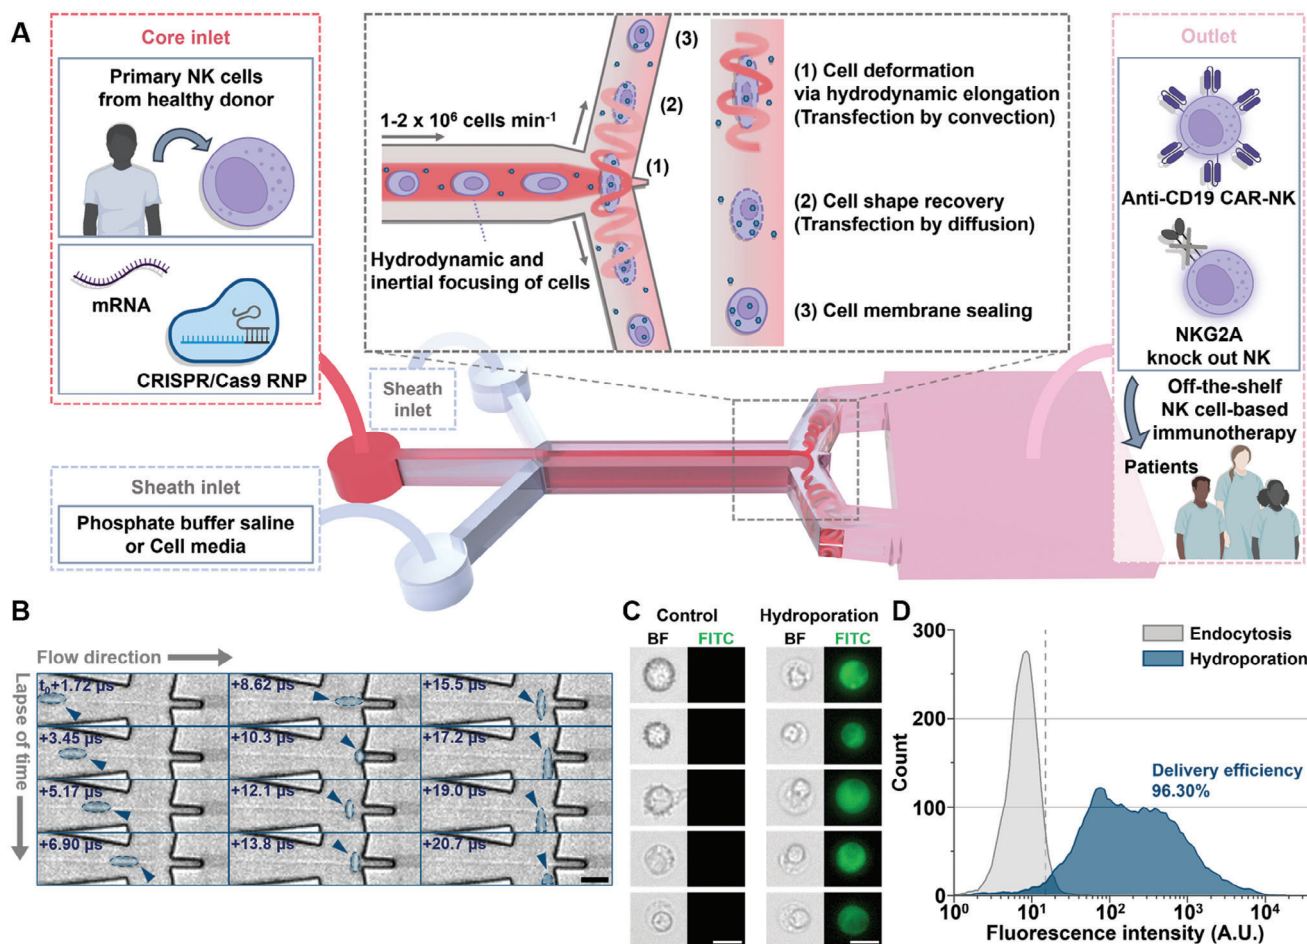 A
Core inlet
Primary NK cells
from healthy donor
mRNA
CRISPR/Cas9 RNP
Sheath inlet
Phosphate buffer saline
or Cell media
1-2 x 10⁶ cells min⁻¹
(3)
(2)
(1)
Hydrodynamic and
inertial focusing of cells
(1) Cell deformation
via hydrodynamic elongation
(Transfection by convection)
(2) Cell shape recovery
(Transfection by diffusion)
(3) Cell membrane sealing
Sheath
inlet
Outlet
Anti-CD19 CAR-NK
NKG2A
knock out NK
Off-the-shelf
NK cell-based
immunotherapy
Patients
B
Flow direction
Lapse of time
t₀+1.72 µs
+3.45 µs
+5.17 µs
+6.90 µs
+8.62 µs
+10.3 µs
+12.1 µs
+13.8 µs
+15.5 µs
+17.2 µs
+19.0 µs
+20.7 µs
C
Control
Hydroporation
BF
FITC
BF
FITC
D
300
200
100
0
Count
Endocytosis
Hydroporation
Delivery efficiency
96.30%
10⁰
10¹
10²
10³
10⁴
Fluorescence intensity (A.U.)